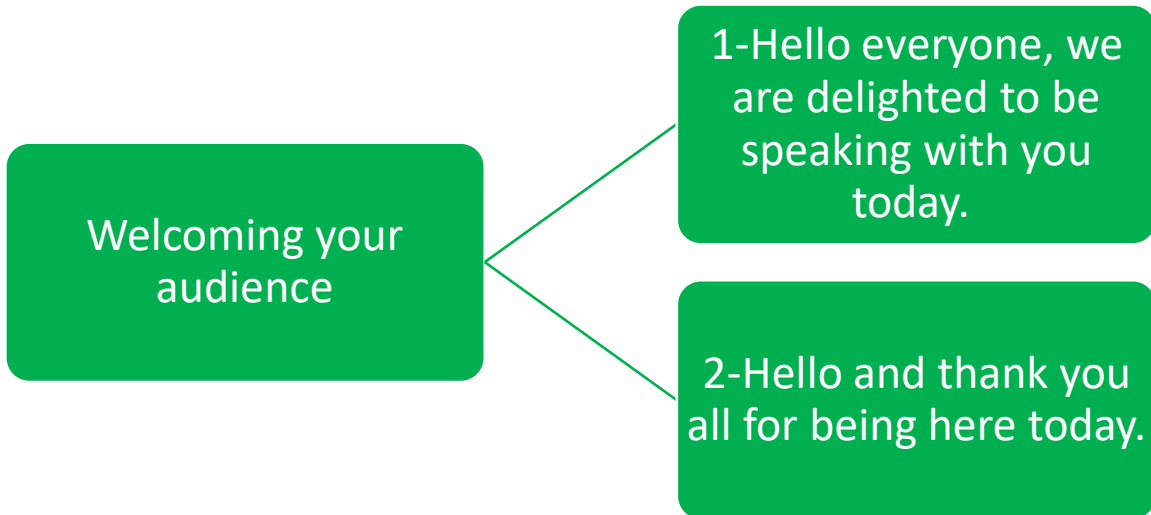 Welcoming your
audience
1-Hello everyone, we
are delighted to be
speaking with you
today.
2-Hello and thank you
all for being here today.